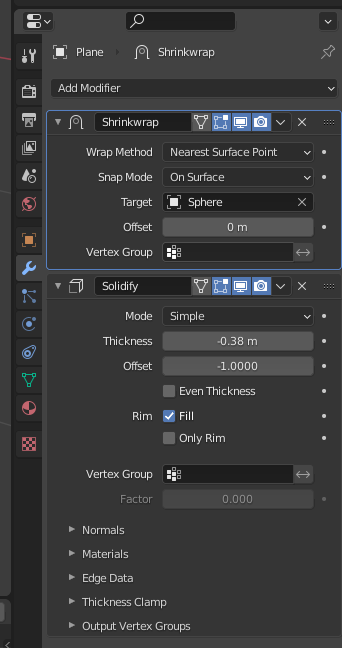 Plane Shrinkwrap
Add Modifier
Shrinkwrap
Wrap Method Nearest Surface Point
Snap Mode On Surface
Target Sphere
Offset 0 m
Vertex Group
Solidify
Mode Simple
Thickness -0.38 m
Offset -1.0000
Even Thickness
Rim Fill
Only Rim
Vertex Group
Factor 0.000
Normals
Materials
Edge Data
Thickness Clamp
Output Vertex Groups